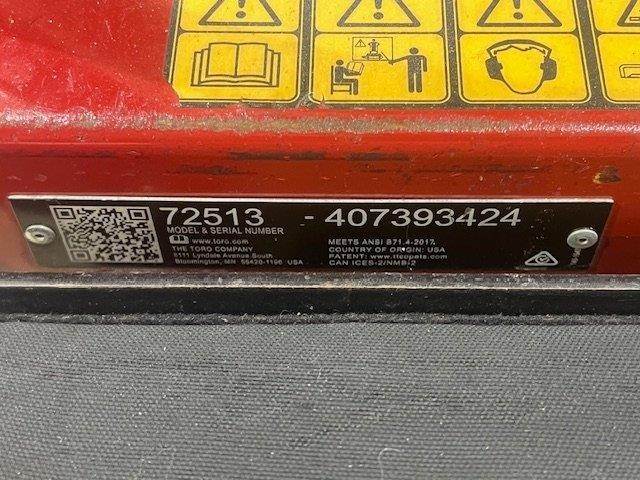 72513 - 407393424
MODEL & SERIAL NUMBER
www.toro.com
THE TORO COMPANY
8111 Lyndale Avenue South
Bloomington, MN 55420-1196 USA
MEETS ANSI B71.4-2017
COUNTRY OF ORIGIN: USA
PATENT: www.ttcopats.com
CAN ICES-2/NMB-2